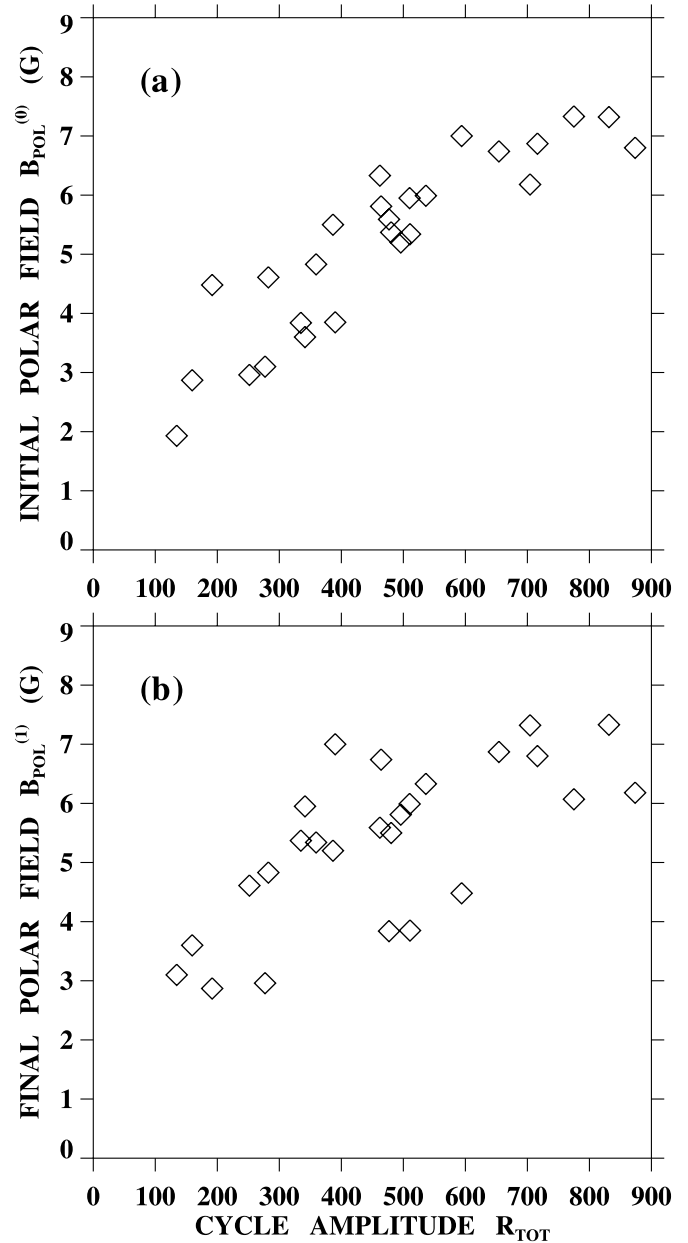 9
8
7
6
5
4
3
2
1
0
INITIAL POLAR FIELD B_POL^(0) (G)
(a)
0 100 200 300 400 500 600 700 800 900
9
8
7
6
5
4
3
2
1
0
FINAL POLAR FIELD B_POL^(1) (G)
(b)
0 100 200 300 400 500 600 700 800 900
CYCLE AMPLITUDE R_TOT